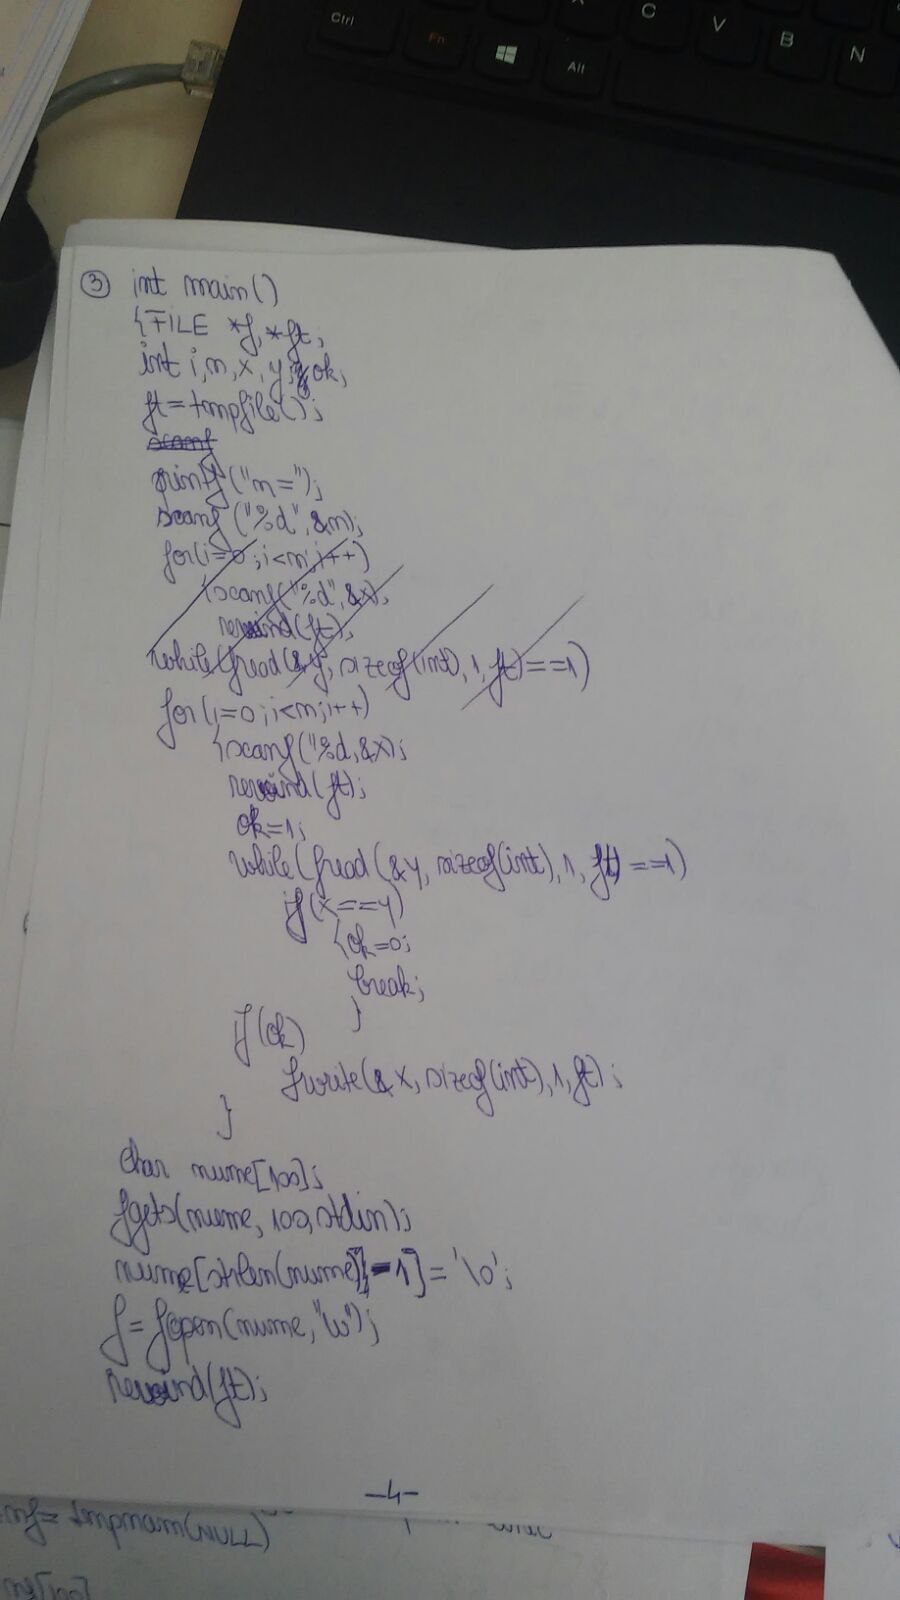 Ctrl
Fn
Alt
X
C
V
B
N
3 int main()
{FILE *f,*ft;
int i,n,x,y,ok;
ft=tmpfile();
scanf
printf("n=");
scanf("%d",&n);
for(i=0;i<n;i++)
{scanf("%d",&x);
rewind(ft);
while(fread(&y,sizeof(int),1,ft)==1)
for(i=0;i<n;i++)
{scanf("%d,&x);
rewind(ft);
ok=1;
while(fread(&y,sizeof(int),1,ft)==1)
if(x==y)
{ok=0;
break;
}
if(ok)
fwrite(&x,sizeof(int),1,ft);
}
char nume[100];
fgets(nume,100,stdin);
nume[strlen(nume)-1]='\0';
f=fopen(nume,"w");
rewind(ft);
-4-
=tmpnam(NULL)